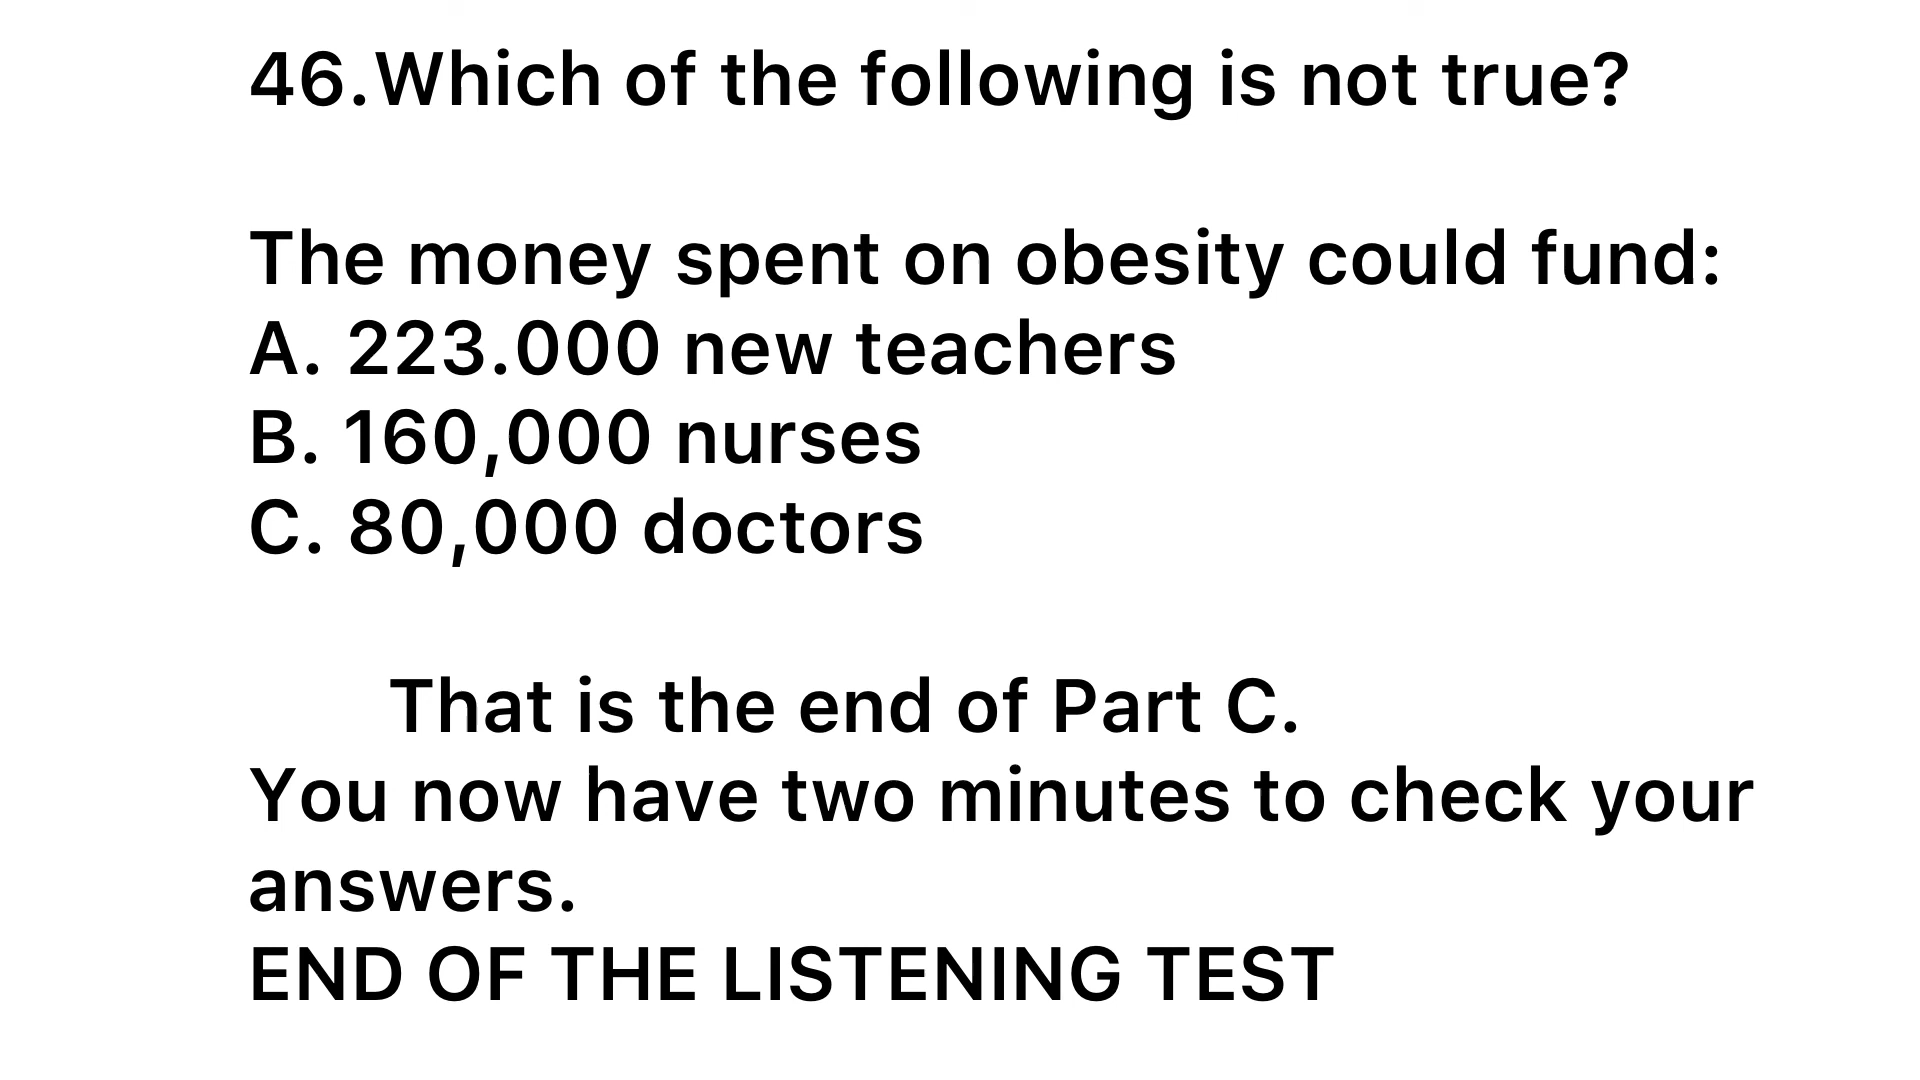 46.Which of the following is not true?
The money spent on obesity could fund:
A. 223.000 new teachers
B. 160,000 nurses
C. 80,000 doctors
That is the end of Part C.
You now have two minutes to check your
answers.
END OF THE LISTENING TEST